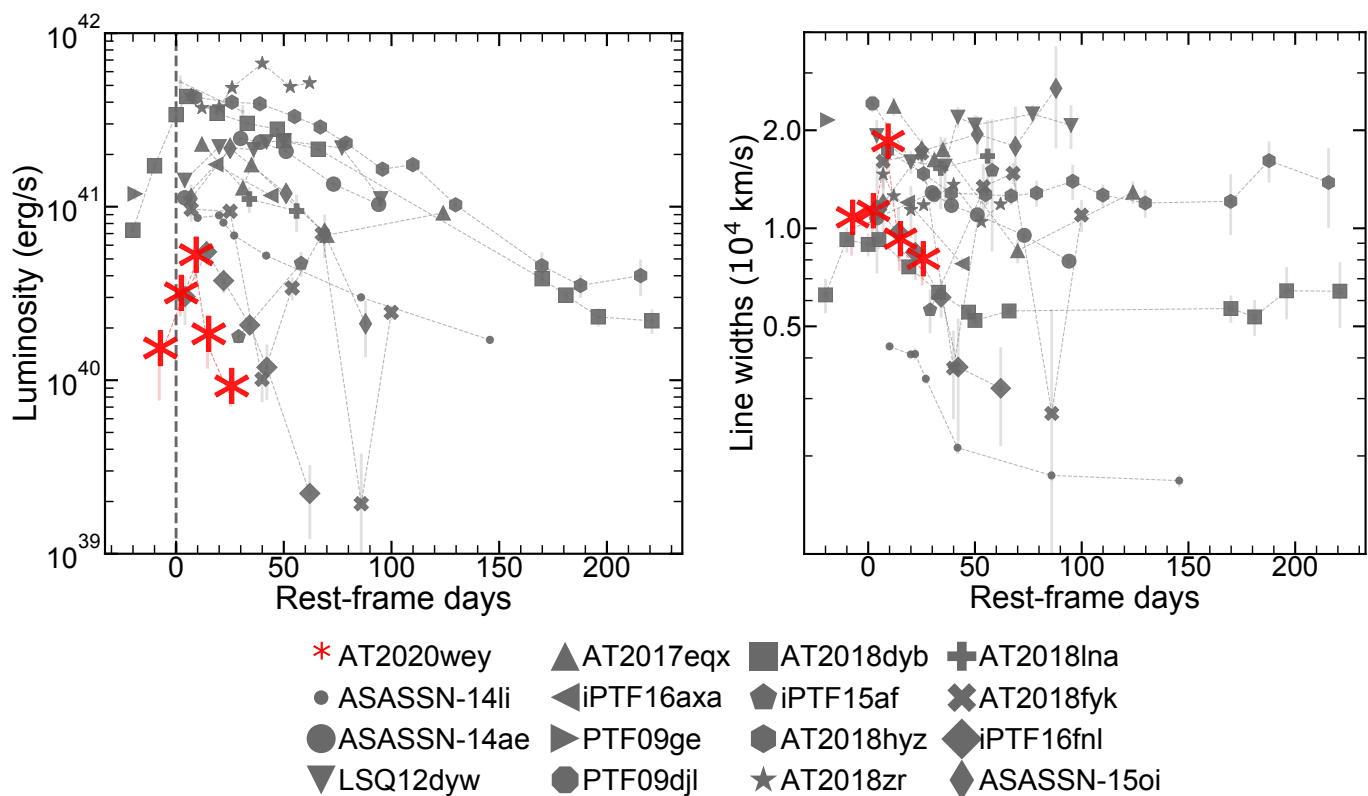 10^42
10^41
10^40
10^39
Luminosity (erg/s)
0 50 100 150 200
Rest-frame days
2.0
1.0
0.5
Line widths (10^4 km/s)
0 50 100 150 200
Rest-frame days
AT2020wey AT2017eqx AT2018dyb AT2018lna
ASASSN-14li iPTF16axa iPTF15af AT2018fyk
ASASSN-14ae PTF09ge AT2018hyz iPTF16fnl
LSQ12dyw PTF09djl AT2018zr ASASSN-15oi